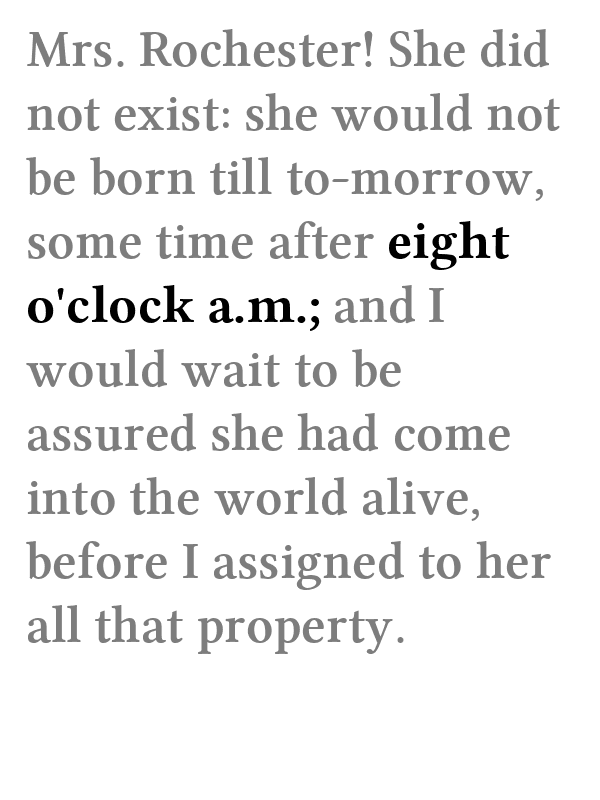 Mrs. Rochester! She did
not exist: she would not
be born till to-morrow,
some time after eight
o'clock a.m.; and I
would wait to be
assured she had come
into the world alive,
before I assigned to her
all that property.